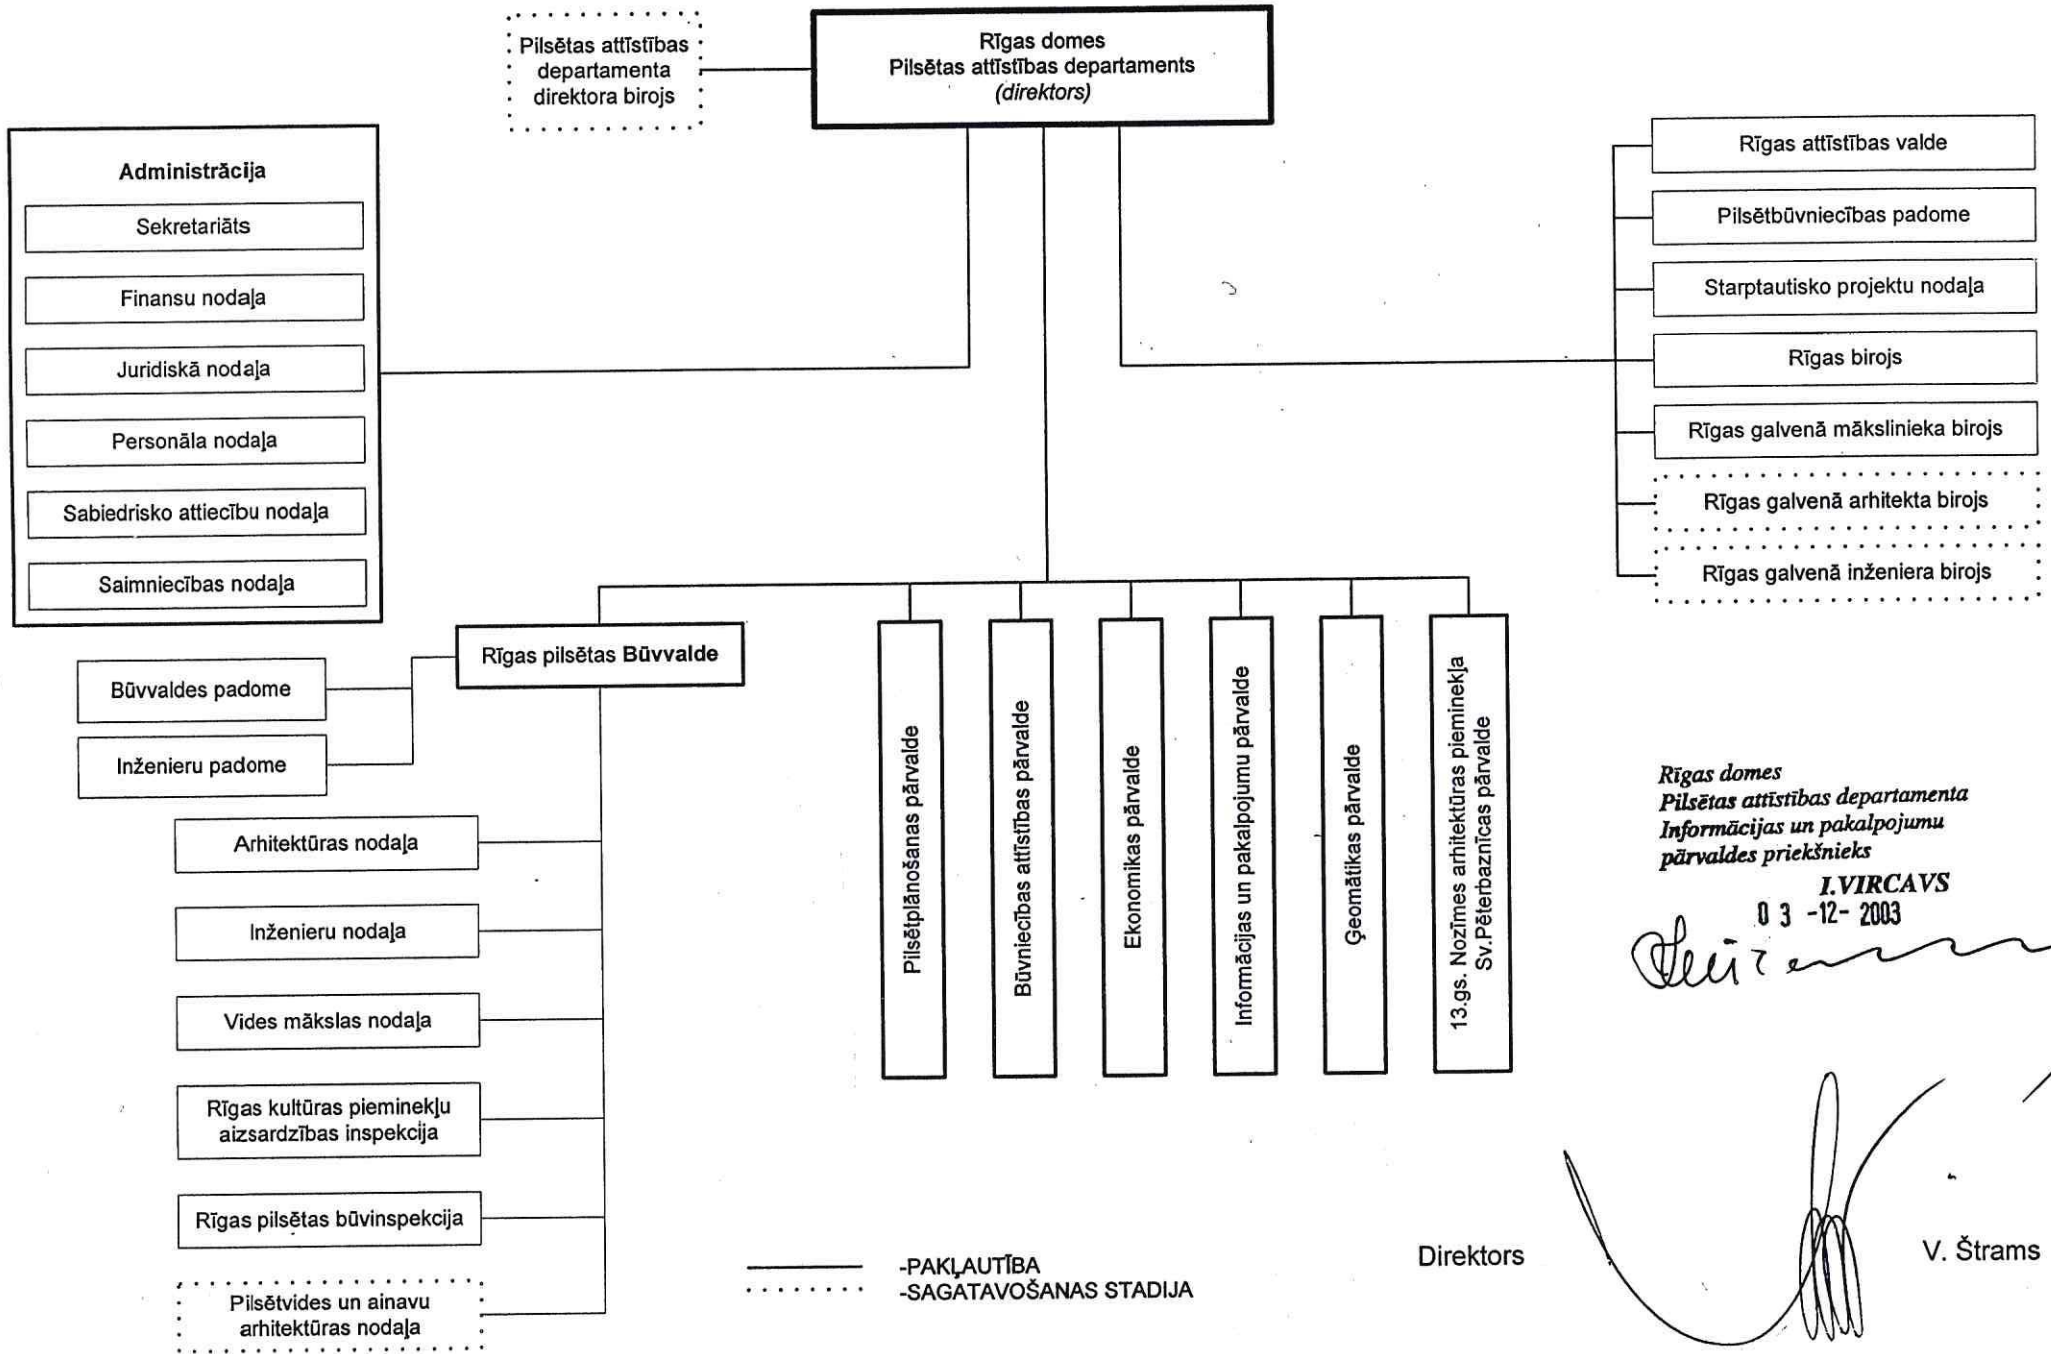 Pilsētas attīstības
departamenta
direktora birojs
Rīgas domes
Pilsētas attīstības departaments
(direktors)
Administrācija
Sekretariāts
Finansu nodaļa
Juridiskā nodaļa
Personāla nodaļa
Sabiedrisko attiecību nodaļa
Saimniecības nodaļa
Rīgas attīstības valde
Pilsētbūvniecības padome
Starptautisko projektu nodaļa
Rīgas birojs
Rīgas galvenā mākslinieka birojs
Rīgas galvenā arhitekta birojs
Rīgas galvenā inženiera birojs
Rīgas pilsētas Būvvalde
Būvvaldes padome
Inženieru padome
Arhitektūras nodaļa
Inženieru nodaļa
Vides mākslas nodaļa
Rīgas kultūras pieminekļu
aizsardzības inspekcija
Rīgas pilsētas būvinspekcija
Pilsētvides un ainavu
arhitektūras nodaļa
Pilsētplānošanas pārvalde
Būvniecības attīstības pārvalde
Ekonomikas pārvalde
Informācijas un pakalpojumu pārvalde
Ģeomātikas pārvalde
13.gs. Nozīmes arhitektūras pieminekļa
Sv.Pēterbaznīcas pārvalde
Rīgas domes
Pilsētas attīstības departamenta
Informācijas un pakalpojumu
pārvaldes priekšnieks
I.VIRCAVS
03 -12- 2003
-PAKĻAUTĪBA
-SAGATAVOŠANAS STADIJA
Direktors
V. Štrams